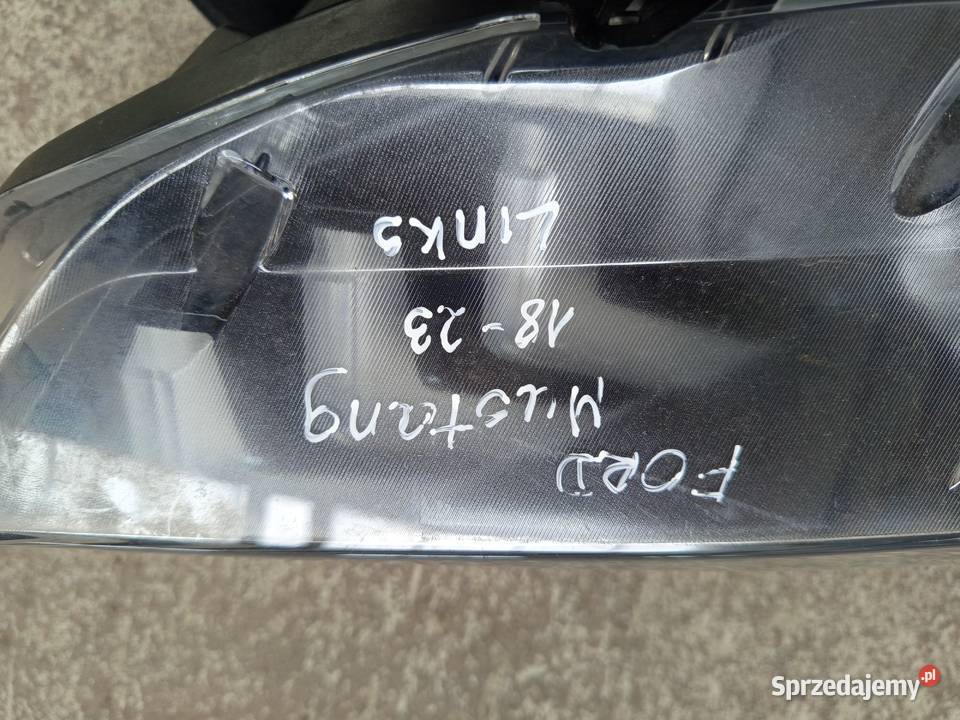 FORD
Mustang
18-23
LINKS
Sprzedajemy.pl